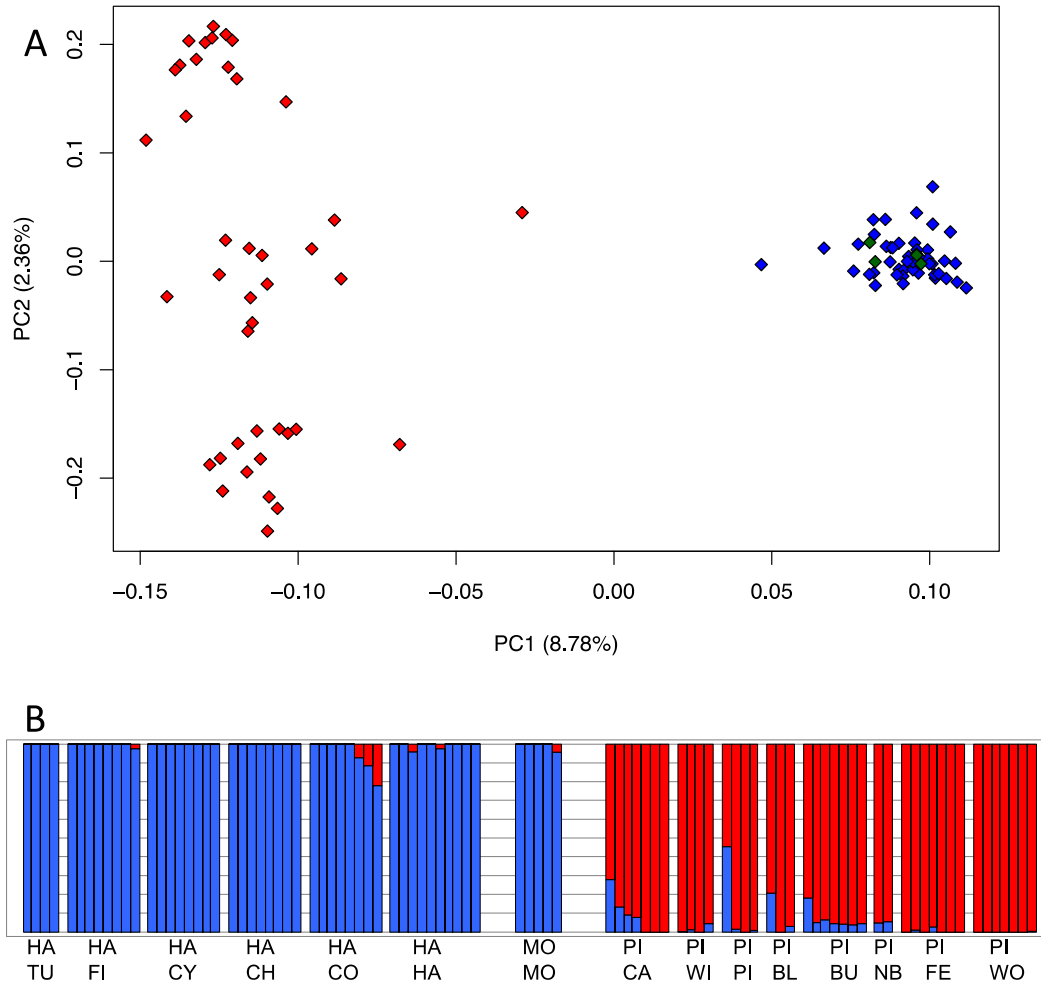 A
0.2
0.1
0.0
−0.1
−0.2
PC2 (2.36%)
−0.15 −0.10 −0.05 0.00 0.05 0.10
PC1 (8.78%)
B
HA HA HA HA HA HA MO PI PI PI PI PI PI PI PI
TU FI CY CH CO HA MO CA WI PI BL BU NB FE WO